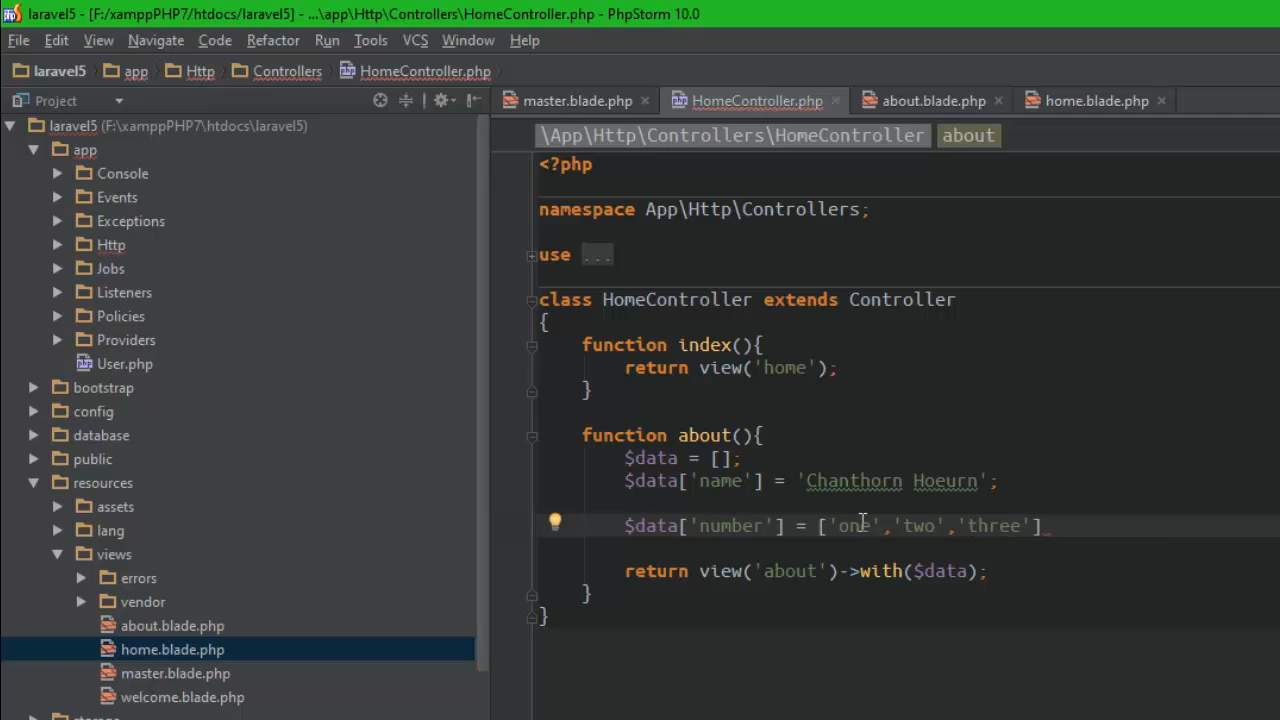 laravel5 - [F:/xamppPHP7/htdocs/laravel5] - ...\app\Http\Controllers\HomeController.php - PhpStorm 10.0
File Edit View Navigate Code Refactor Run Tools VCS Window Help
laravel5 app Http Controllers HomeController.php
Project
master.blade.php HomeController.php about.blade.php home.blade.php
laravel5 (F:\xamppPHP7\htdocs\laravel5)
app
Console
Events
Exceptions
Http
Jobs
Listeners
Policies
Providers
User.php
bootstrap
config
database
public
resources
assets
lang
views
errors
vendor
about.blade.php
home.blade.php
master.blade.php
welcome.blade.php
\App\Http\Controllers\HomeController about
<?php
namespace App\Http\Controllers;
use ...
class HomeController extends Controller
{
function index(){
return view('home');
}
function about(){
$data = [];
$data['name'] = 'Chanthorn Hoeurn';
$data['number'] = ['one','two','three']
return view('about')->with($data);
}
}